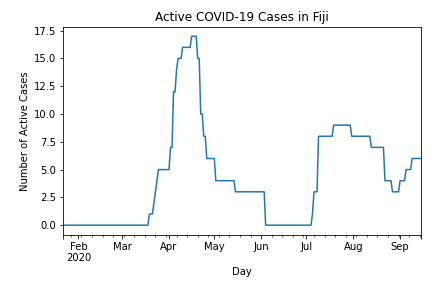 Active COVID-19 Cases in Fiji
17.5
15.0
12.5
10.0
7.5
5.0
2.5
0.0
Number of Active Cases
Feb Mar Apr May Jun Jul Aug Sep
2020
Day